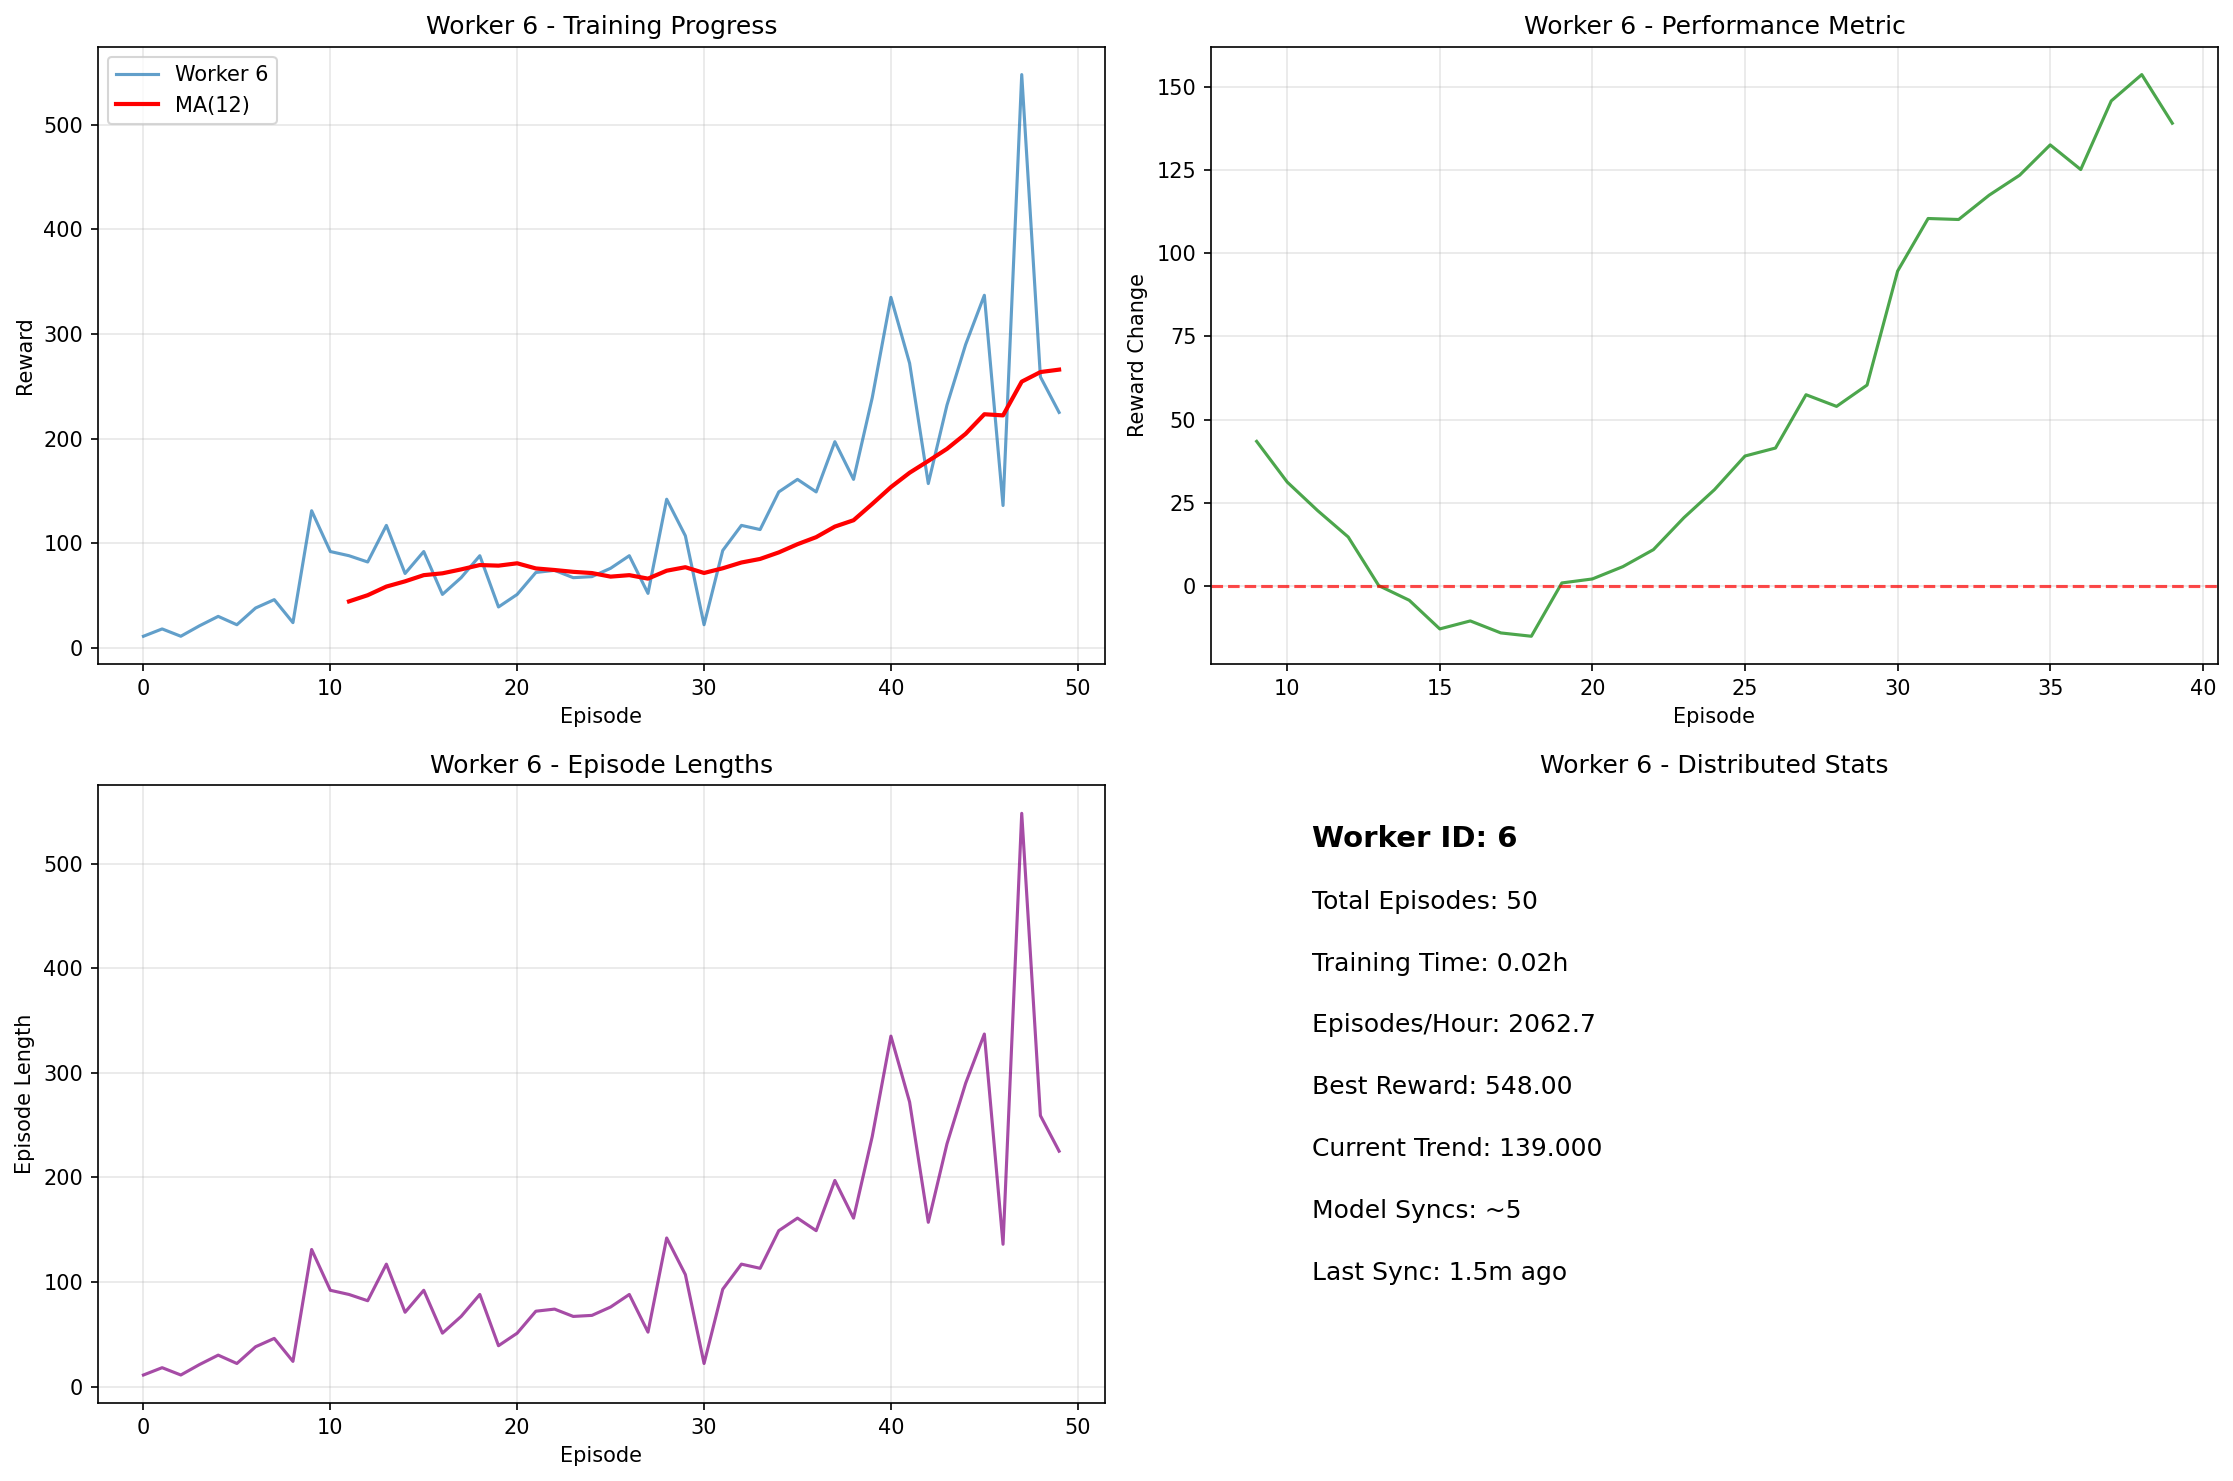 Worker 6 - Training Progress
Worker 6
MA(12)
Reward
500
400
300
200
100
0
0 10 20 30 40 50
Episode
Worker 6 - Performance Metric
Reward Change
150
125
100
75
50
25
0
10 15 20 25 30 35 40
Episode
Worker 6 - Episode Lengths
Episode Length
500
400
300
200
100
0
0 10 20 30 40 50
Episode
Worker 6 - Distributed Stats
Worker ID: 6
Total Episodes: 50
Training Time: 0.02h
Episodes/Hour: 2062.7
Best Reward: 548.00
Current Trend: 139.000
Model Syncs: ~5
Last Sync: 1.5m ago